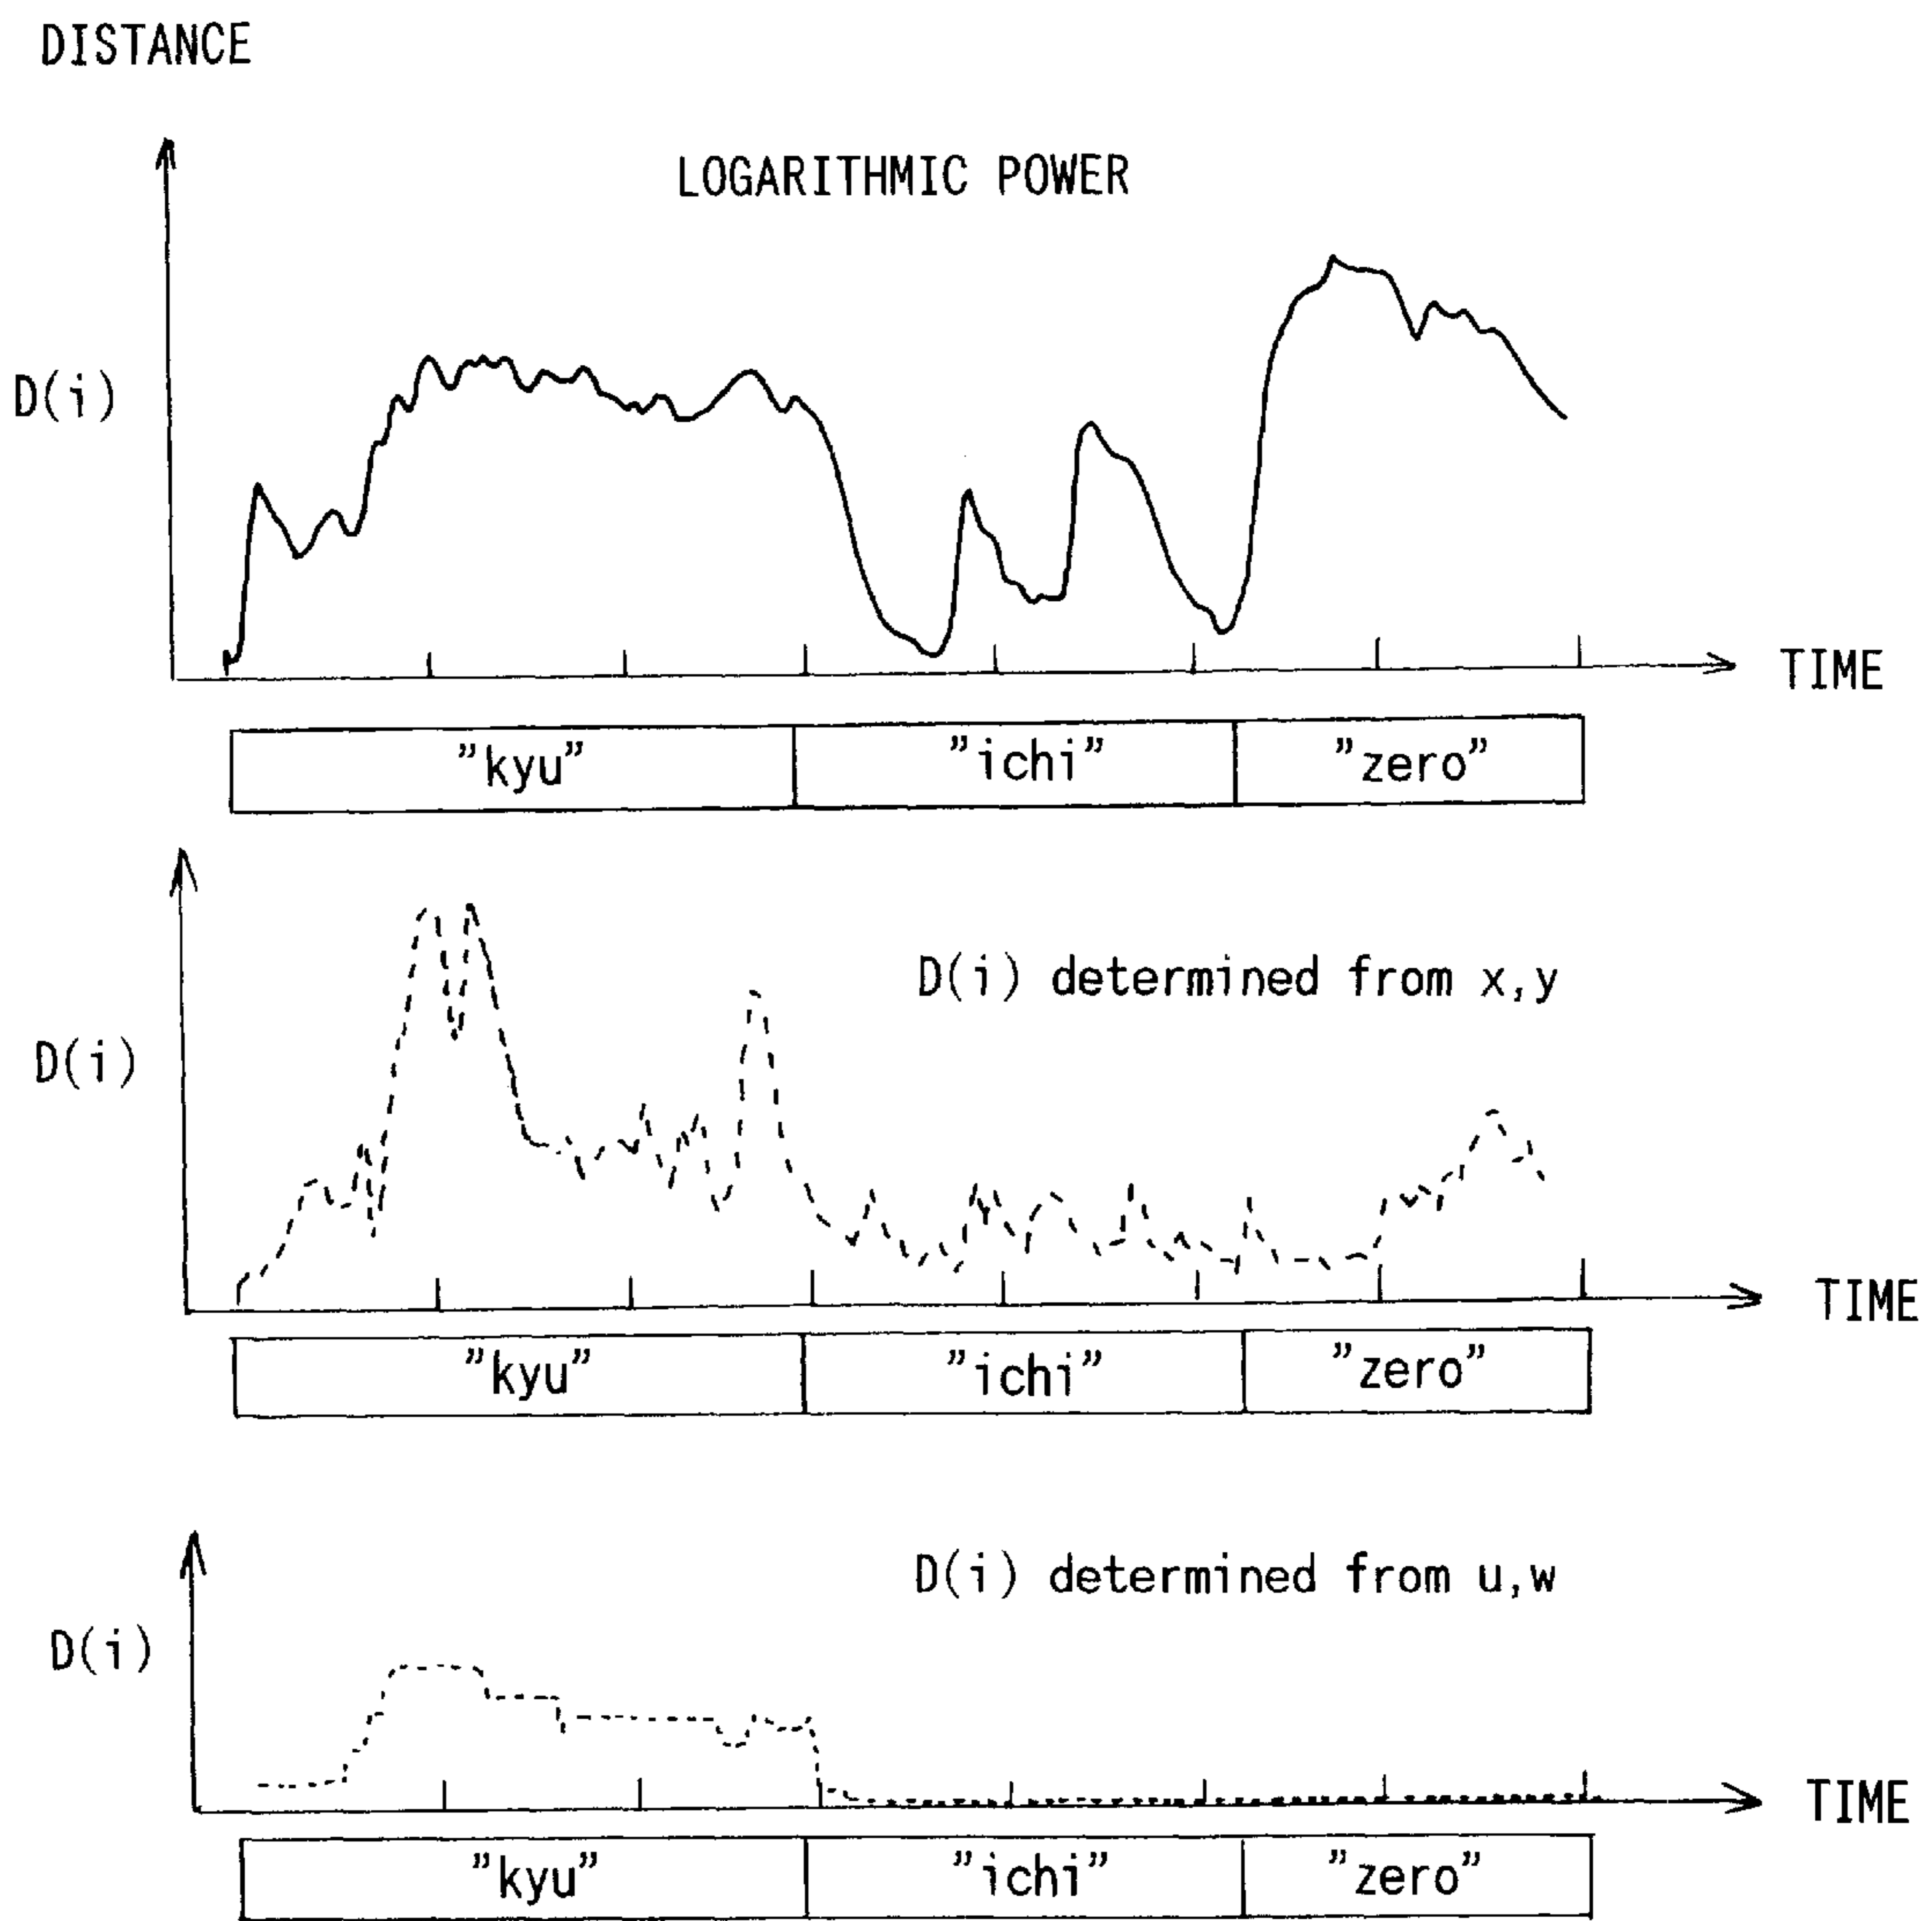 DISTANCE
LOGARITHMIC POWER
D(i)
TIME
”kyu” ”ichi” ”zero”
D(i) determined from x,y
D(i)
TIME
”kyu” ”ichi” ”zero”
D(i) determined from u,w
D(i)
TIME
”kyu” ”ichi” ”zero”